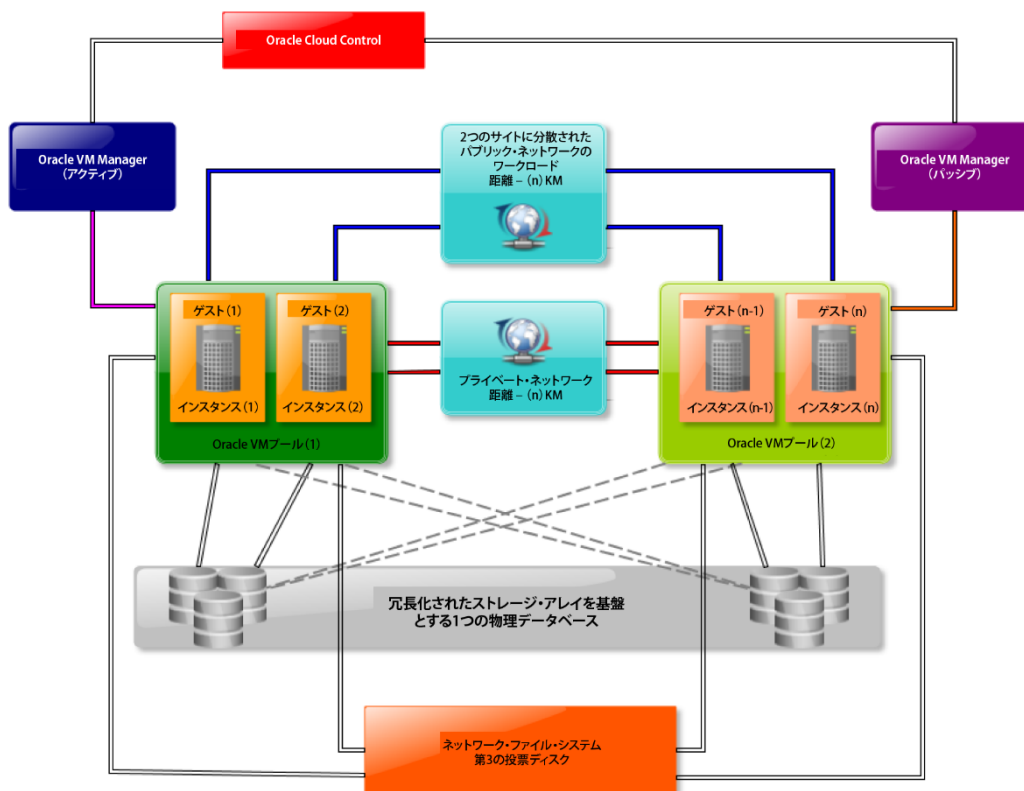 Oracle Cloud Control
Oracle VM Manager
(アクティブ)
2つのサイトに分散された
パブリック・ネットワークの
ワークロード
距離 – (n) KM
Oracle VM Manager
(パッシブ)
ゲスト(1)
ゲスト(2)
インスタンス(1)
インスタンス(2)
Oracle VMプール(1)
プライベート・ネットワーク
距離 – (n) KM
ゲスト(n-1)
ゲスト(n)
インスタンス(n-1)
インスタンス(n)
Oracle VMプール(2)
冗長化されたストレージ・アレイを基盤
とする1つの物理データベース
ネットワーク・ファイル・システム
第3の投票ディスク